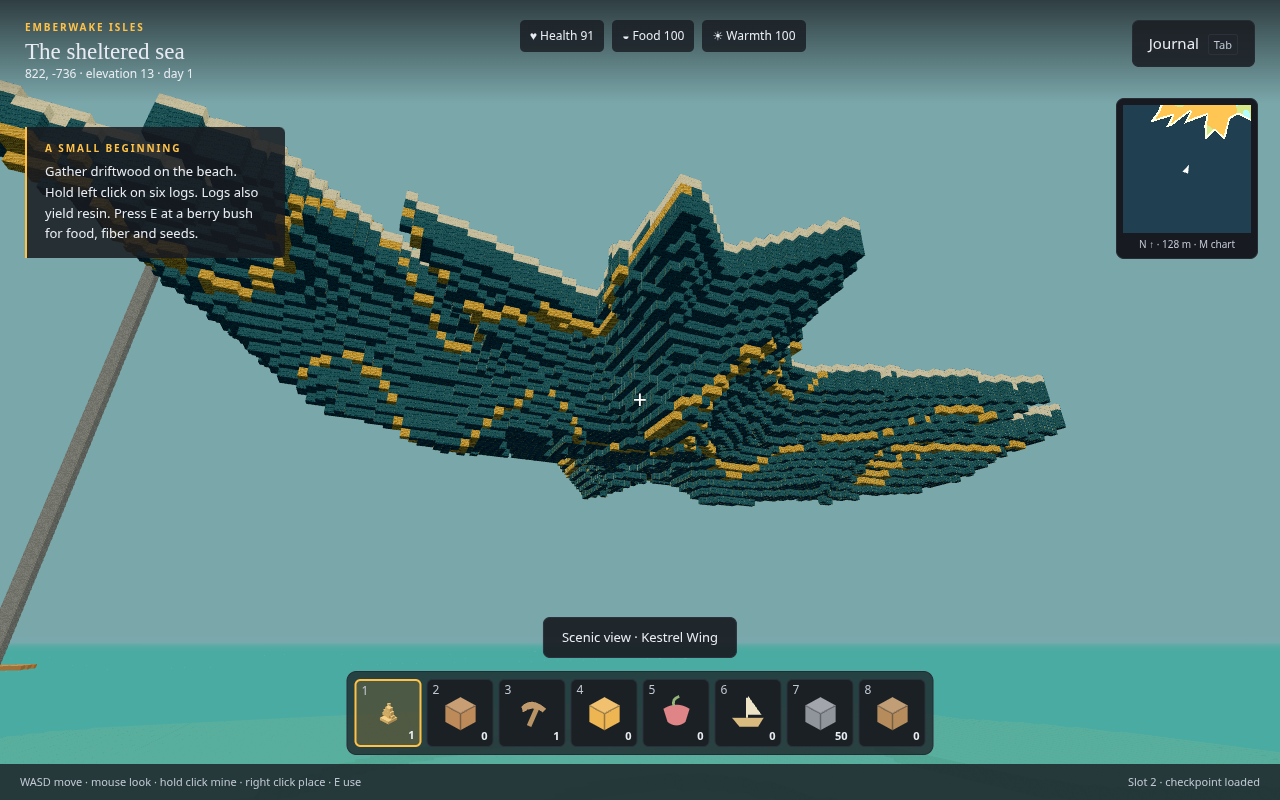 EMBERWAKE ISLES
The sheltered sea
822, -736 · elevation 13 · day 1
♥ Health 91
Food 100
☀ Warmth 100
Journal Tab
A SMALL BEGINNING
Gather driftwood on the beach.
Hold left click on six logs. Logs also
yield resin. Press E at a berry bush
for food, fiber and seeds.
N ↑ · 128 m · M chart
Scenic view · Kestrel Wing
1
1
2
0
3
1
4
0
5
0
6
0
7
50
8
0
WASD move · mouse look · hold click mine · right click place · E use
Slot 2 · checkpoint loaded